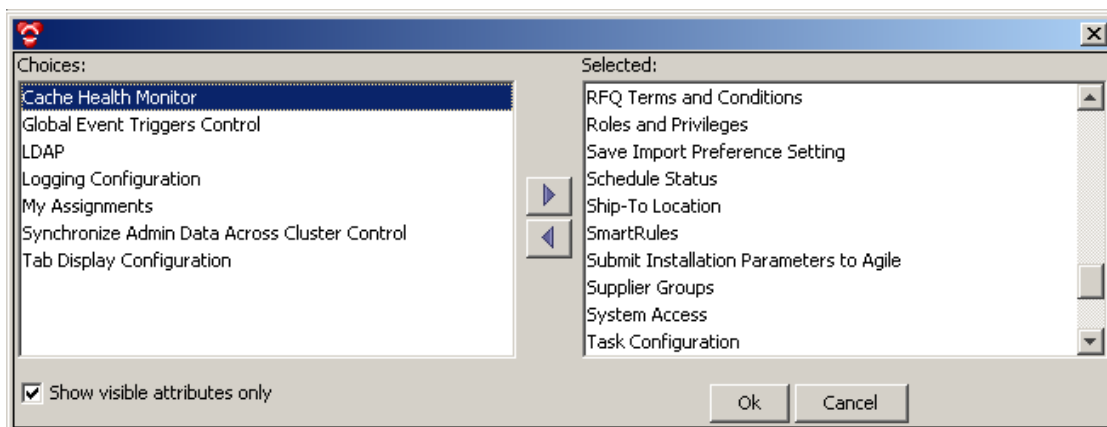 Choices:
Cache Health Monitor
Global Event Triggers Control
LDAP
Logging Configuration
My Assignments
Synchronize Admin Data Across Cluster Control
Tab Display Configuration
Selected:
RFQ Terms and Conditions
Roles and Privileges
Save Import Preference Setting
Schedule Status
Ship-To Location
SmartRules
Submit Installation Parameters to Agile
Supplier Groups
System Access
Task Configuration
Show visible attributes only
Ok
Cancel